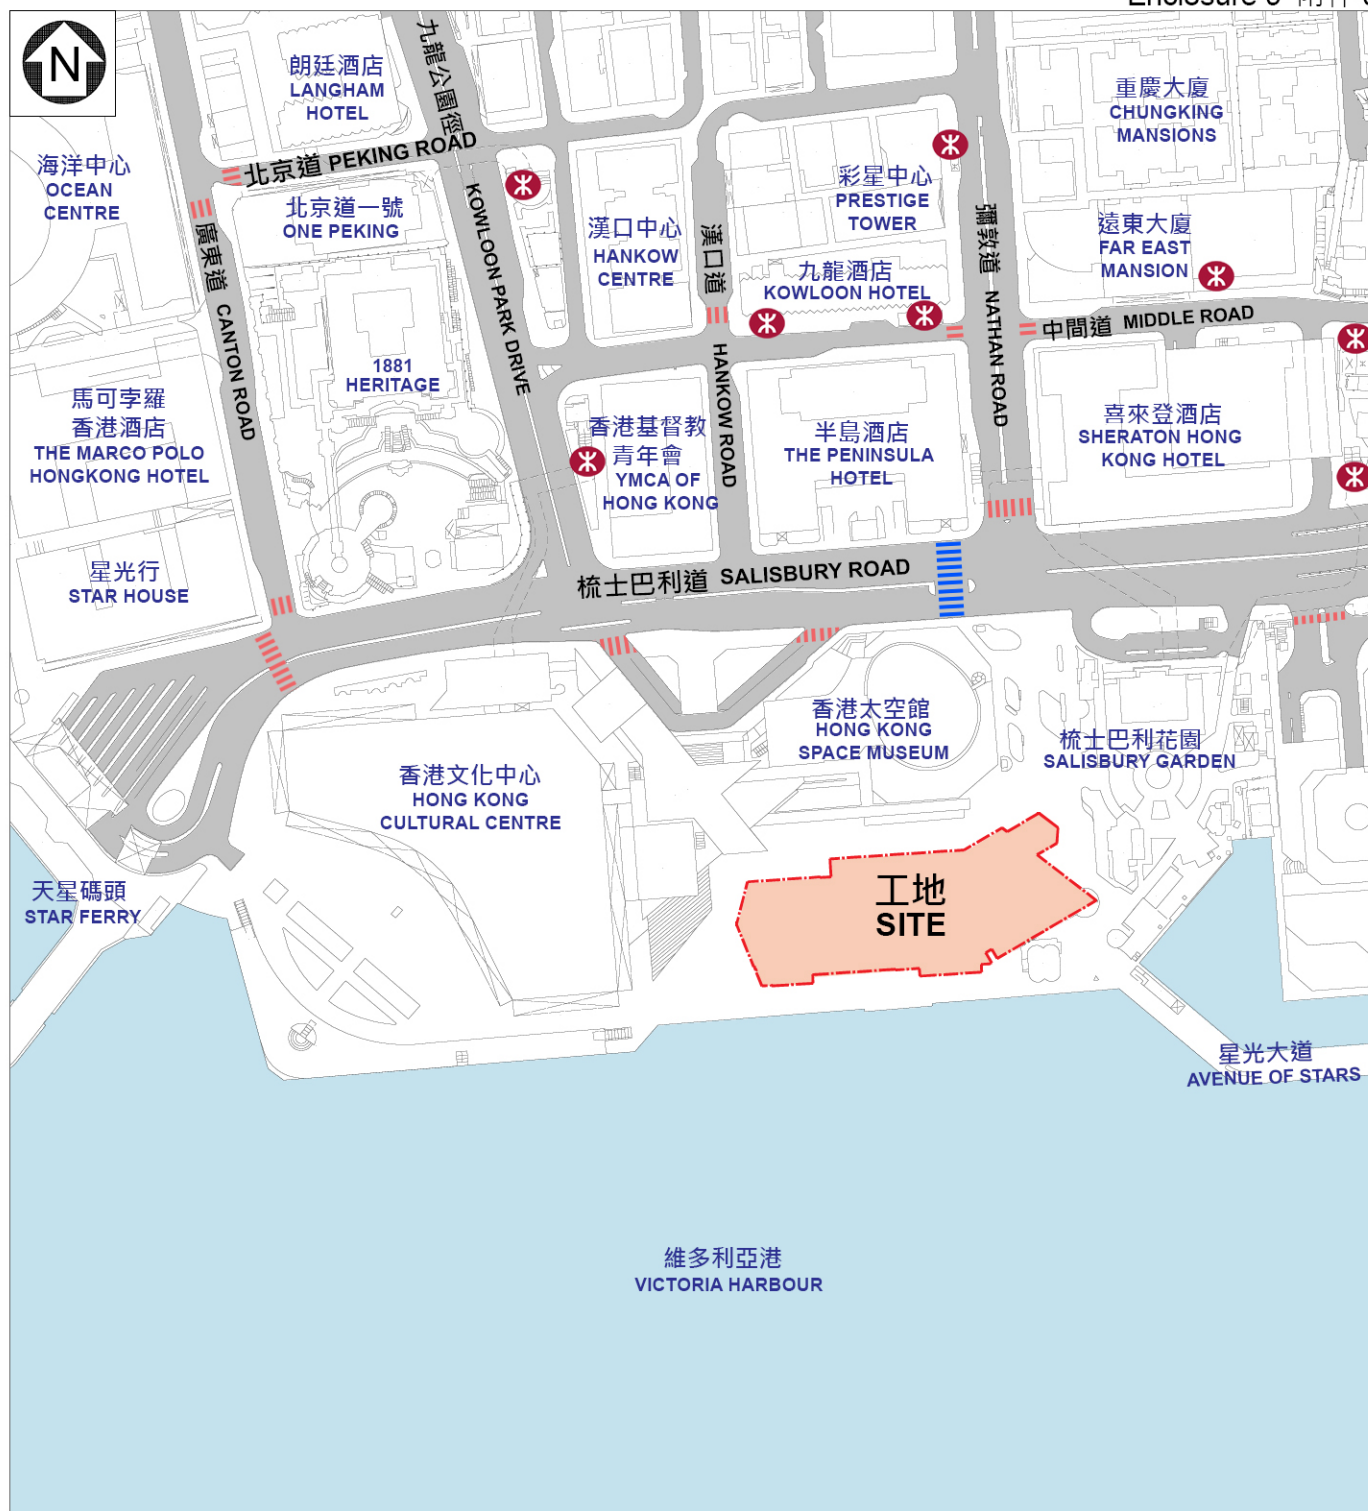 N
朗廷酒店
LANGHAM
HOTEL
九龍公園徑
KOWLOON PARK DRIVE
重慶大廈
CHUNGKING
MANSIONS
海洋中心
OCEAN
CENTRE
北京道 PEKING ROAD
北京道一號
ONE PEKING
彩星中心
PRESTIGE
TOWER
漢口中心
HANKOW
CENTRE
漢口道
HANKOW ROAD
彌敦道 NATHAN ROAD
遠東大廈
FAR EAST
MANSION
九龍酒店
KOWLOON HOTEL
廣東道 CANTON ROAD
中間道 MIDDLE ROAD
1881
HERITAGE
馬可孛羅
香港酒店
THE MARCO POLO
HONGKONG HOTEL
香港基督教
青年會
YMCA OF
HONG KONG
半島酒店
THE PENINSULA
HOTEL
喜來登酒店
SHERATON HONG
KONG HOTEL
星光行
STAR HOUSE
梳士巴利道 SALISBURY ROAD
香港太空館
HONG KONG
SPACE MUSEUM
梳士巴利花園
SALISBURY GARDEN
香港文化中心
HONG KONG
CULTURAL CENTRE
天星碼頭
STAR FERRY
工地
SITE
星光大道
AVENUE OF STARS
維多利亞港
VICTORIA HARBOUR